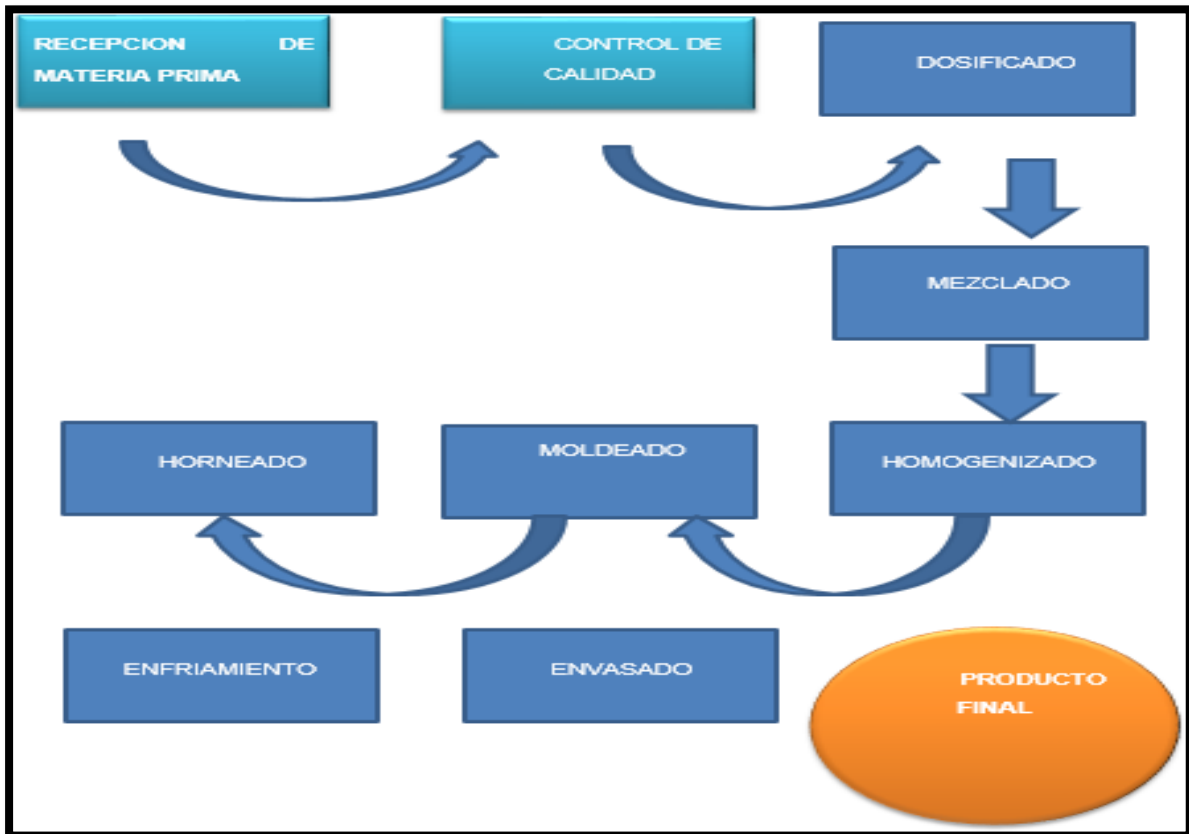 RECEPCION DE
MATERIA PRIMA
CONTROL DE
CALIDAD
DOSIFICADO
MEZCLADO
HORNEADO
MOLDEADO
HOMOGENIZADO
ENFRIAMIENTO
ENVASADO
PRODUCTO
FINAL